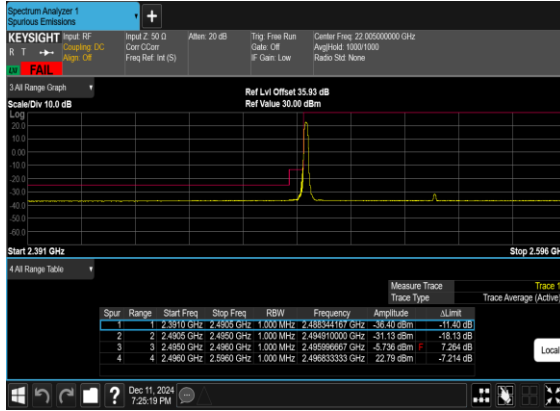 Spectrum Analyzer 1
Spurious Emissions
KEYSIGHT Input: RF Input Z: 50 Ω Atten: 20 dB Trig: Free Run Center Freq: 22.005000000 GHz
R T Coupling: DC Corr CCorr Gate: Off Avg|Hold: 1000/1000
Align: Off Freq Ref: Int (S) IF Gain: Low Radio Std: None
FAIL
3 All Range Graph
Ref Lvl Offset 35.93 dB
Scale/Div 10.0 dB Ref Value 30.00 dBm
Log
20.0
10.0
0.00
-10.0
-20.0
-30.0
-40.0
-50.0
-60.0
Start 2.391 GHz Stop 2.596 GH
4 All Range Table
Measure Trace Trace 1
Trace Type Trace Average (Active)
Spur Range Start Freq Stop Freq RBW Frequency Amplitude ΔLimit
1 1 2.3910 GHz 2.4905 GHz 1.000 MHz 2.488344167 GHz -36.40 dBm -11.40 dB
2 2 2.4905 GHz 2.4950 GHz 1.000 MHz 2.494910000 GHz -31.13 dBm -18.13 dB
3 3 2.4950 GHz 2.4960 GHz 1.000 MHz 2.495996667 GHz -5.736 dBm F 7.264 dB
4 4 2.4960 GHz 2.5960 GHz 1.000 MHz 2.496833333 GHz 22.79 dBm -7.214 dB
Local
Dec 11, 2024
7:25:19 PM